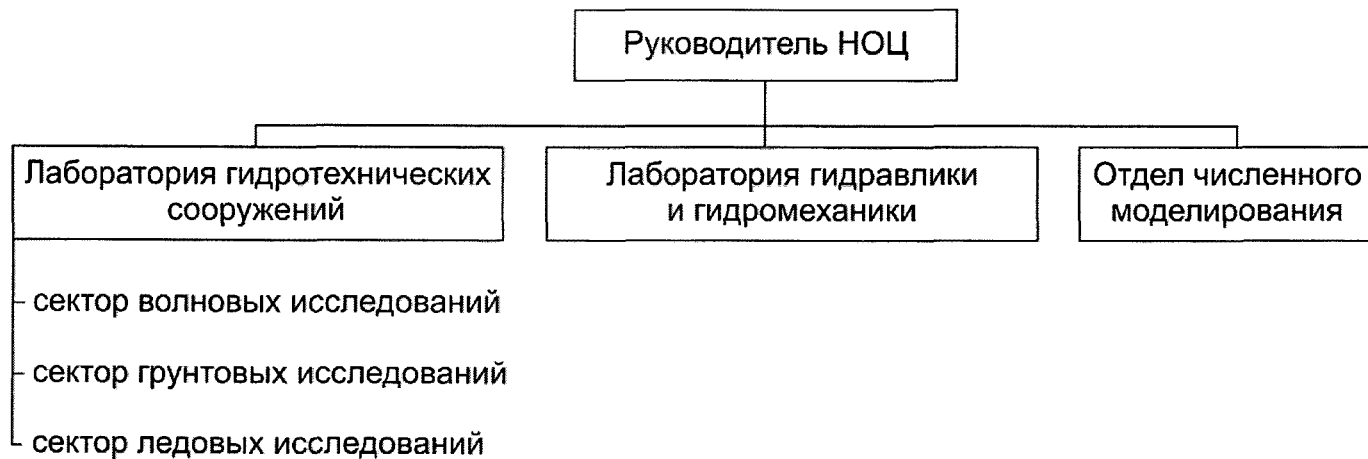 Руководитель НОЦ
Лаборатория гидротехнических
сооружений
Лаборатория гидравлики
и гидромеханики
Отдел численного
моделирования
сектор волновых исследований
сектор грунтовых исследований
сектор ледовых исследований